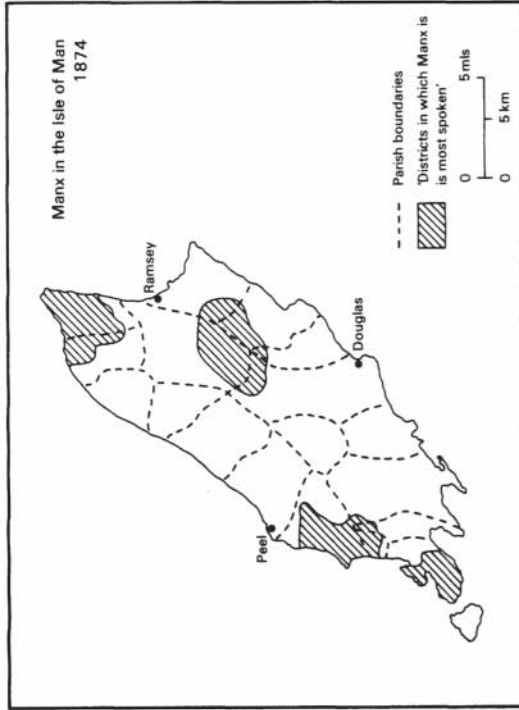 Manx in the Isle of Man
1874
Ramsey
Peel
Douglas
Parish boundaries
'Districts in which Manx is
is most spoken'
0 5 mls
0 5 km